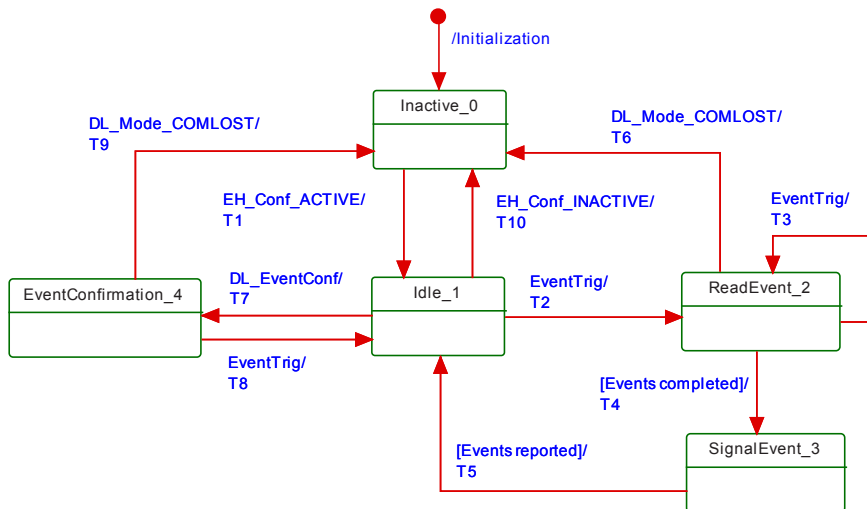 /Initialization
Inactive_0
DL_Mode_COMLOST/
T9
DL_Mode_COMLOST/
T6
EH_Conf_ACTIVE/
T1
EH_Conf_INACTIVE/
T10
EventTrig/
T3
EventConfirmation_4
DL_EventConf/
T7
Idle_1
EventTrig/
T2
ReadEvent_2
EventTrig/
T8
[Events completed]/
T4
[Events reported]/
T5
SignalEvent_3